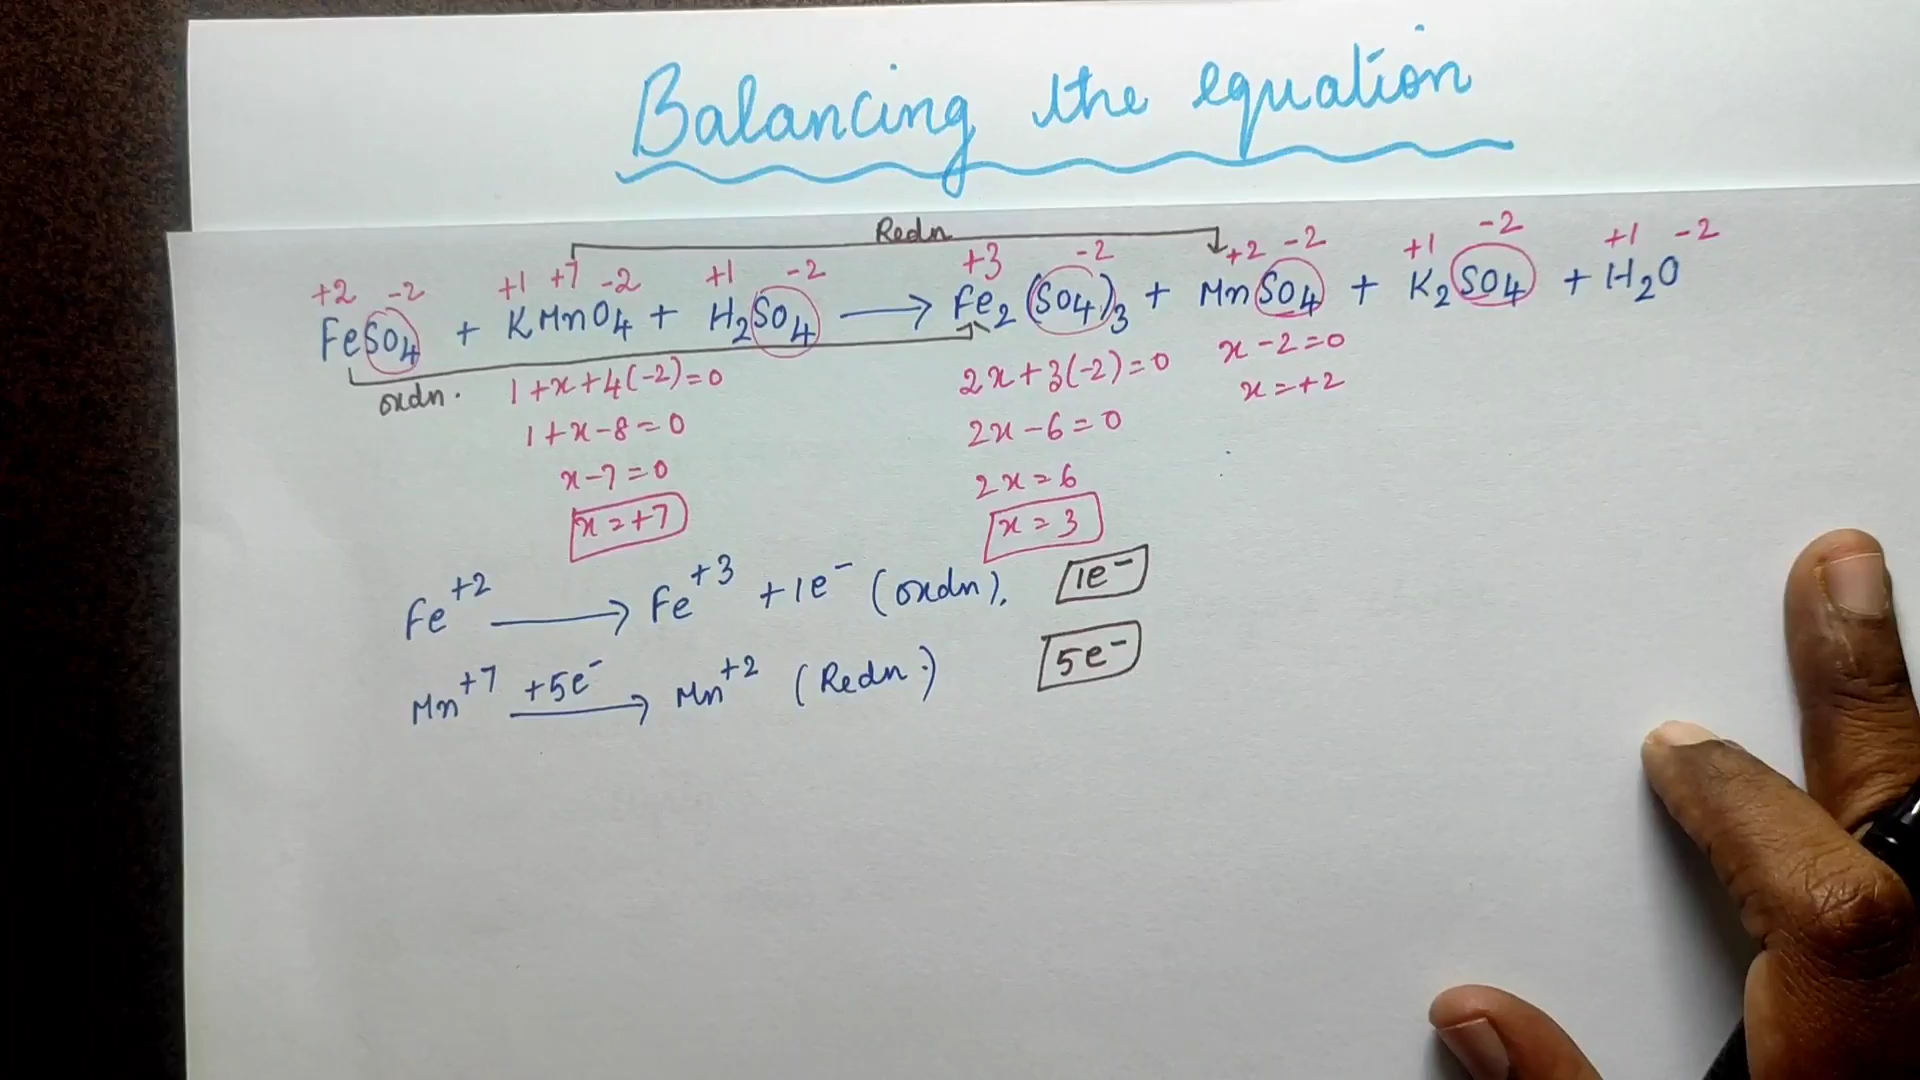 Balancing the equation
Redn
+2 -2 +1 +7 -2 +1 -2 +3 -2 +2 -2 +1 -2 +1 -2
FeSO4 + KMnO4 + H2SO4 → Fe2(SO4)3 + MnSO4 + K2SO4 + H2O
oxdn. 1+x+4(-2)=0 2x+3(-2)=0 x-2=0
1+x-8=0 2x-6=0 x=+2
x-7=0 2x=6
x=+7 x=3
Fe+2 → Fe+3 +1e- (oxdn). 1e-
Mn+7 +5e- → Mn+2 (Redn.) 5e-